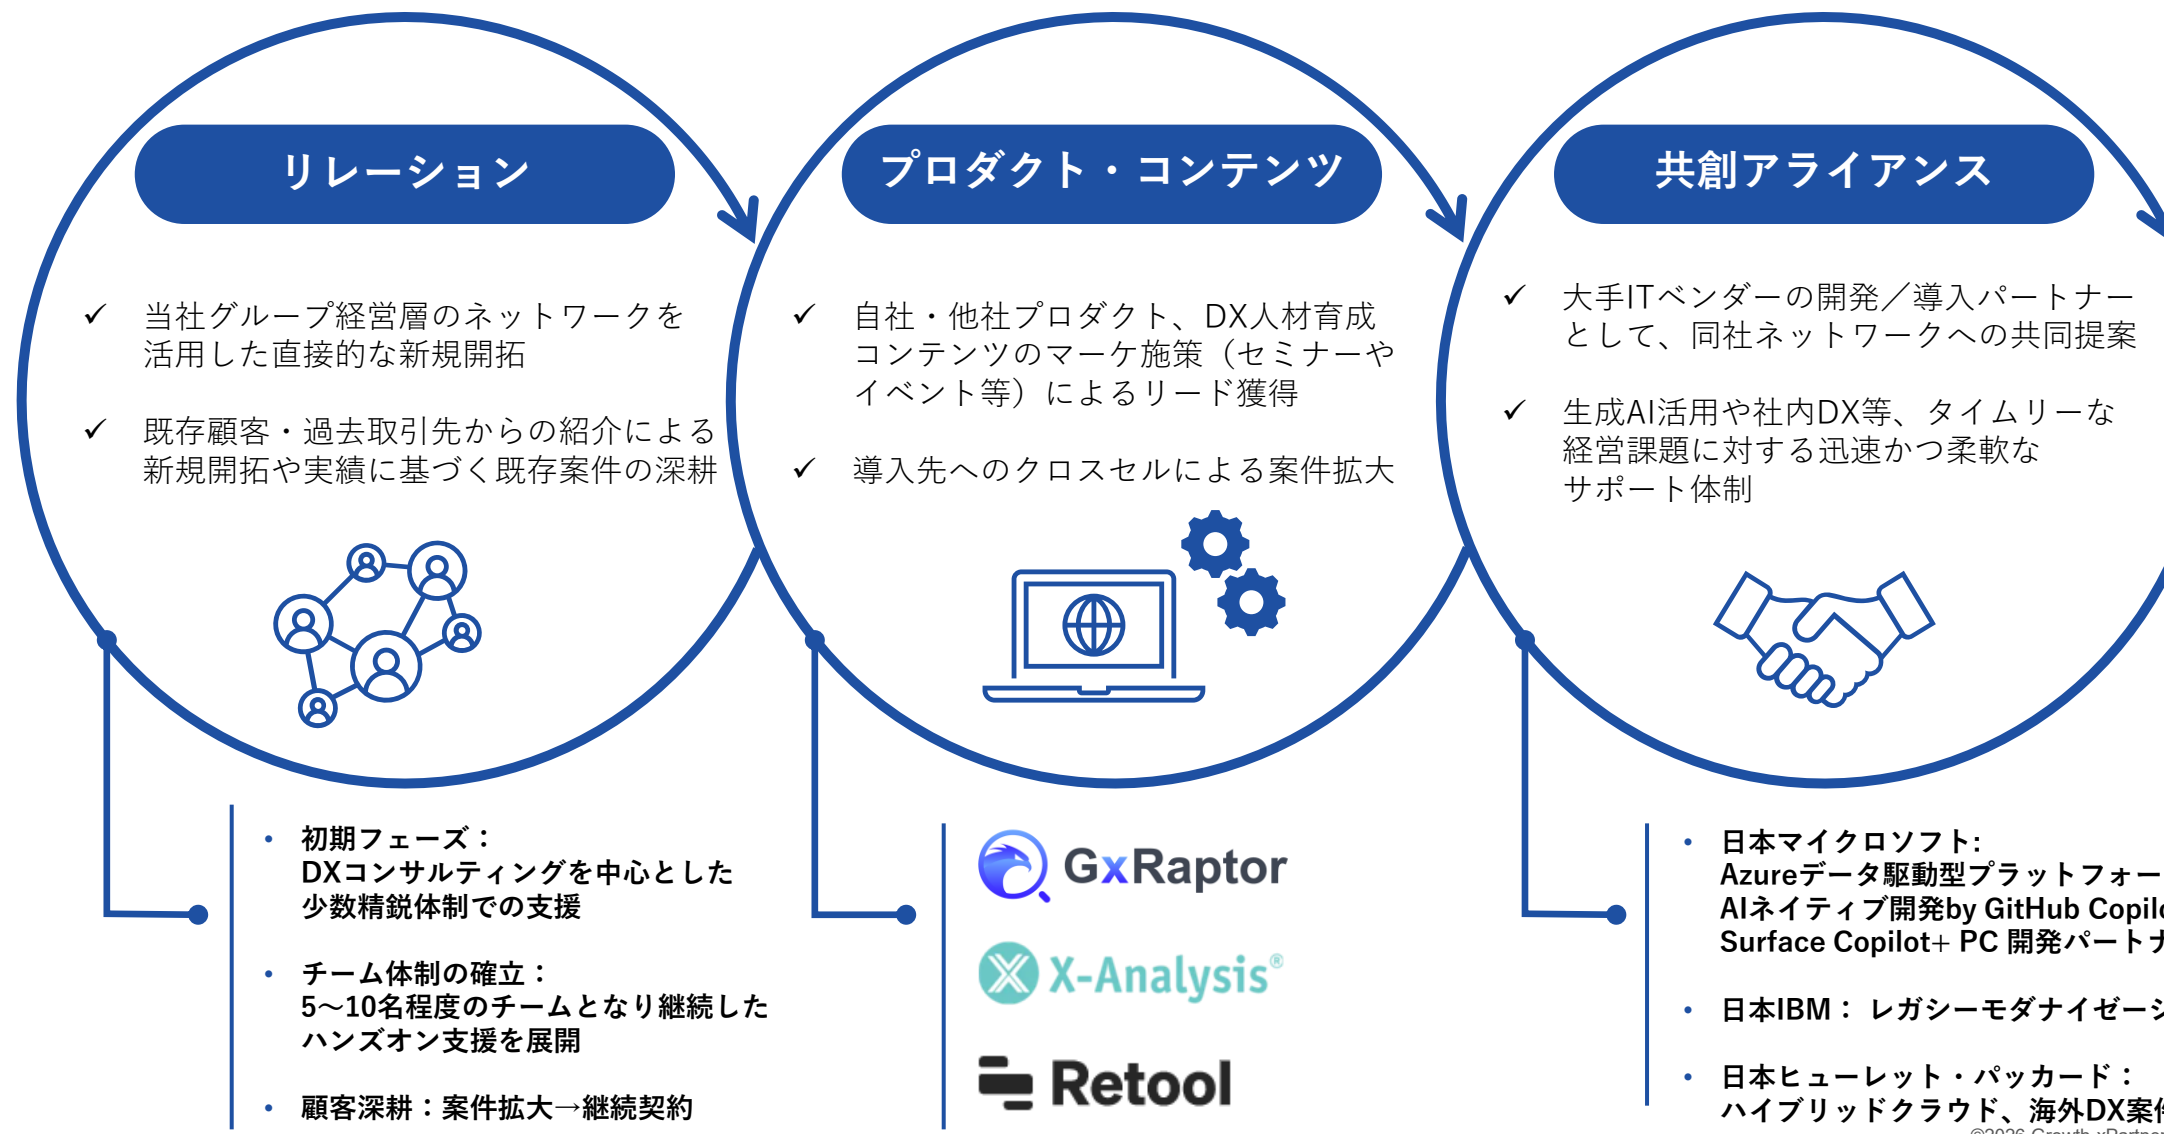 リレーション
当社グループ経営層のネットワークを
活用した直接的な新規開拓
既存顧客・過去取引先からの紹介による
新規開拓や実績に基づく既存案件の深耕
初期フェーズ：
DXコンサルティングを中心とした
少数精鋭体制での支援
チーム体制の確立：
5～10名程度のチームとなり継続した
ハンズオン支援を展開
顧客深耕：案件拡大→継続契約
プロダクト・コンテンツ
自社・他社プロダクト、DX人材育成
コンテンツのマーケ施策（セミナーや
イベント等）によるリード獲得
導入先へのクロスセルによる案件拡大
GxRaptor
X-Analysis®
Retool
共創アライアンス
大手ITベンダーの開発／導入パートナー
として、同社ネットワークへの共同提案
生成AI活用や社内DX等、タイムリーな
経営課題に対する迅速かつ柔軟な
サポート体制
日本マイクロソフト:
Azureデータ駆動型プラットフォー
AIネイティブ開発by GitHub
Surface Copilot+ PC 開発パート
日本IBM： レガシーモダナイゼー
日本ヒューレット・パッカード：
ハイブリッドクラウド、海外DX案